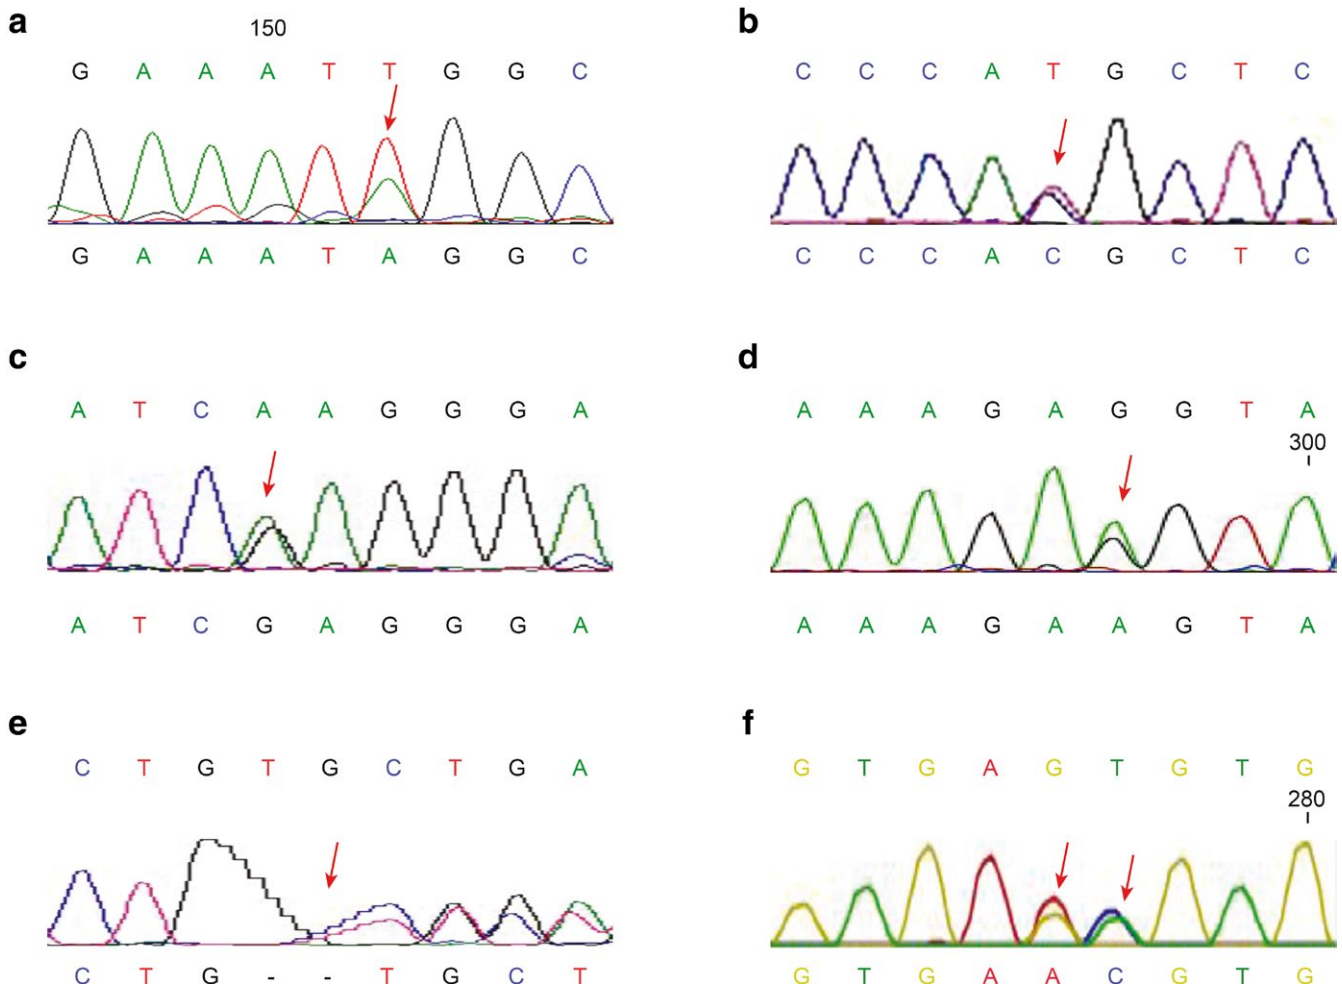 a
150
G A A A T T G G C
G A A A T A G G C
b
C C C A T G C T C
C C C A C G C T C
c
A T C A A G G G A
A T C G A G G G A
d
A A A G A G G T A
300
A A A G A A G T A
e
C T G T G C T G A
C T G - - T G C T
f
G T G A G T G T G
280
G T G A A C G T G